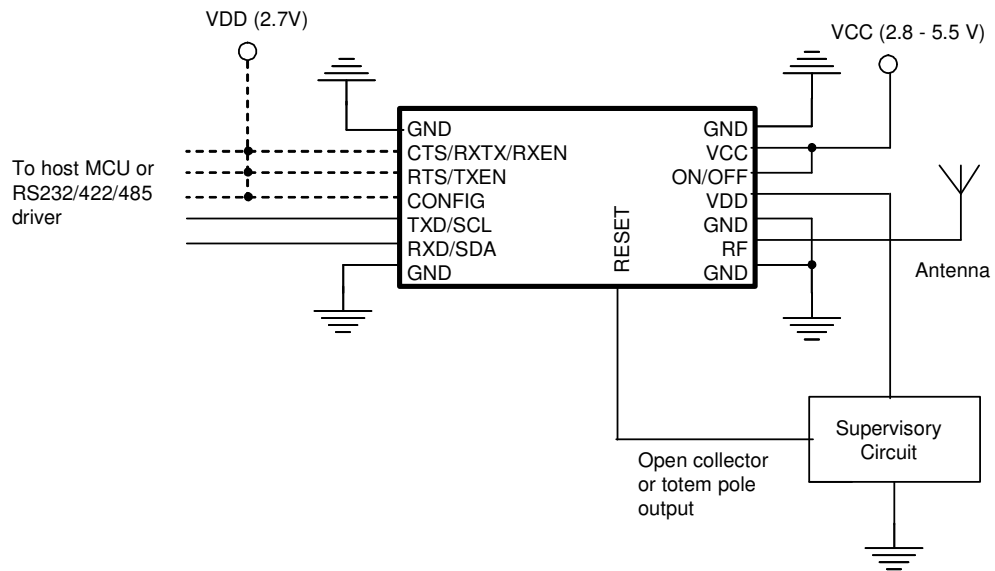 VDD (2.7V)
VCC (2.8 - 5.5 V)
To host MCU or
RS232/422/485
driver
GND
CTS/RXTX/RXEN
RTS/TXEN
CONFIG
TXD/SCL
RXD/SDA
GND
RESET
GND
VCC
ON/OFF
VDD
GND
RF
GND
Antenna
Supervisory
Circuit
Open collector
or totem pole
output